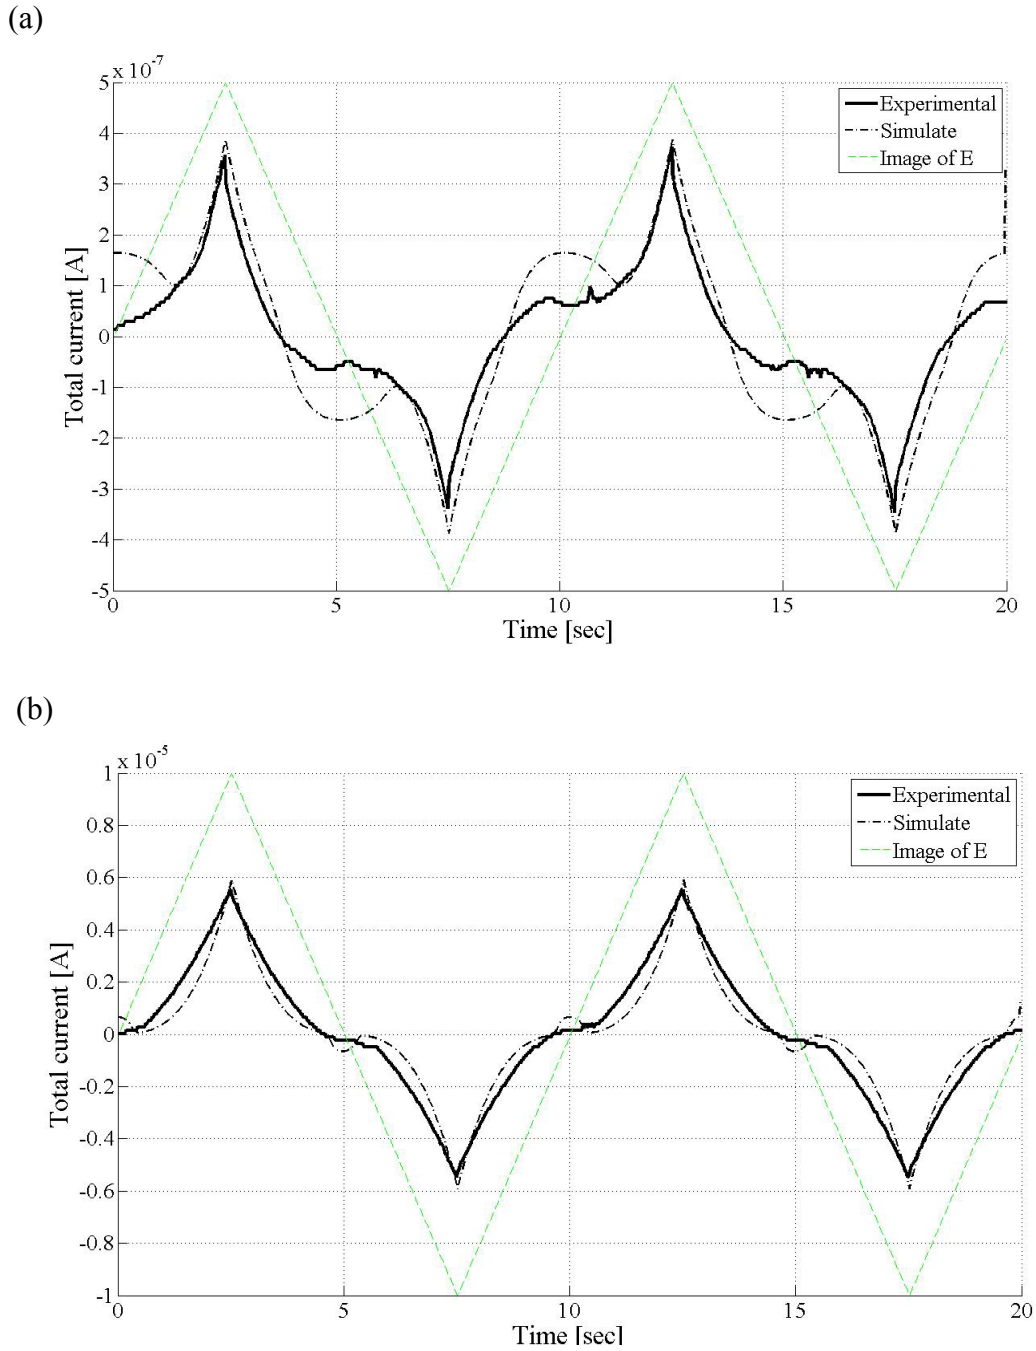 (a)
x 10-7
5
4
3
2
1
0
-1
-2
-3
-4
-5
Total current [A]
Experimental
Simulate
Image of E
0 5 10 15 20
Time [sec]
(b)
x 10-5
1
0.8
0.6
0.4
0.2
0
-0.2
-0.4
-0.6
-0.8
-1
Total current [A]
Experimental
Simulate
Image of E
0 5 10 15 20
Time [sec]